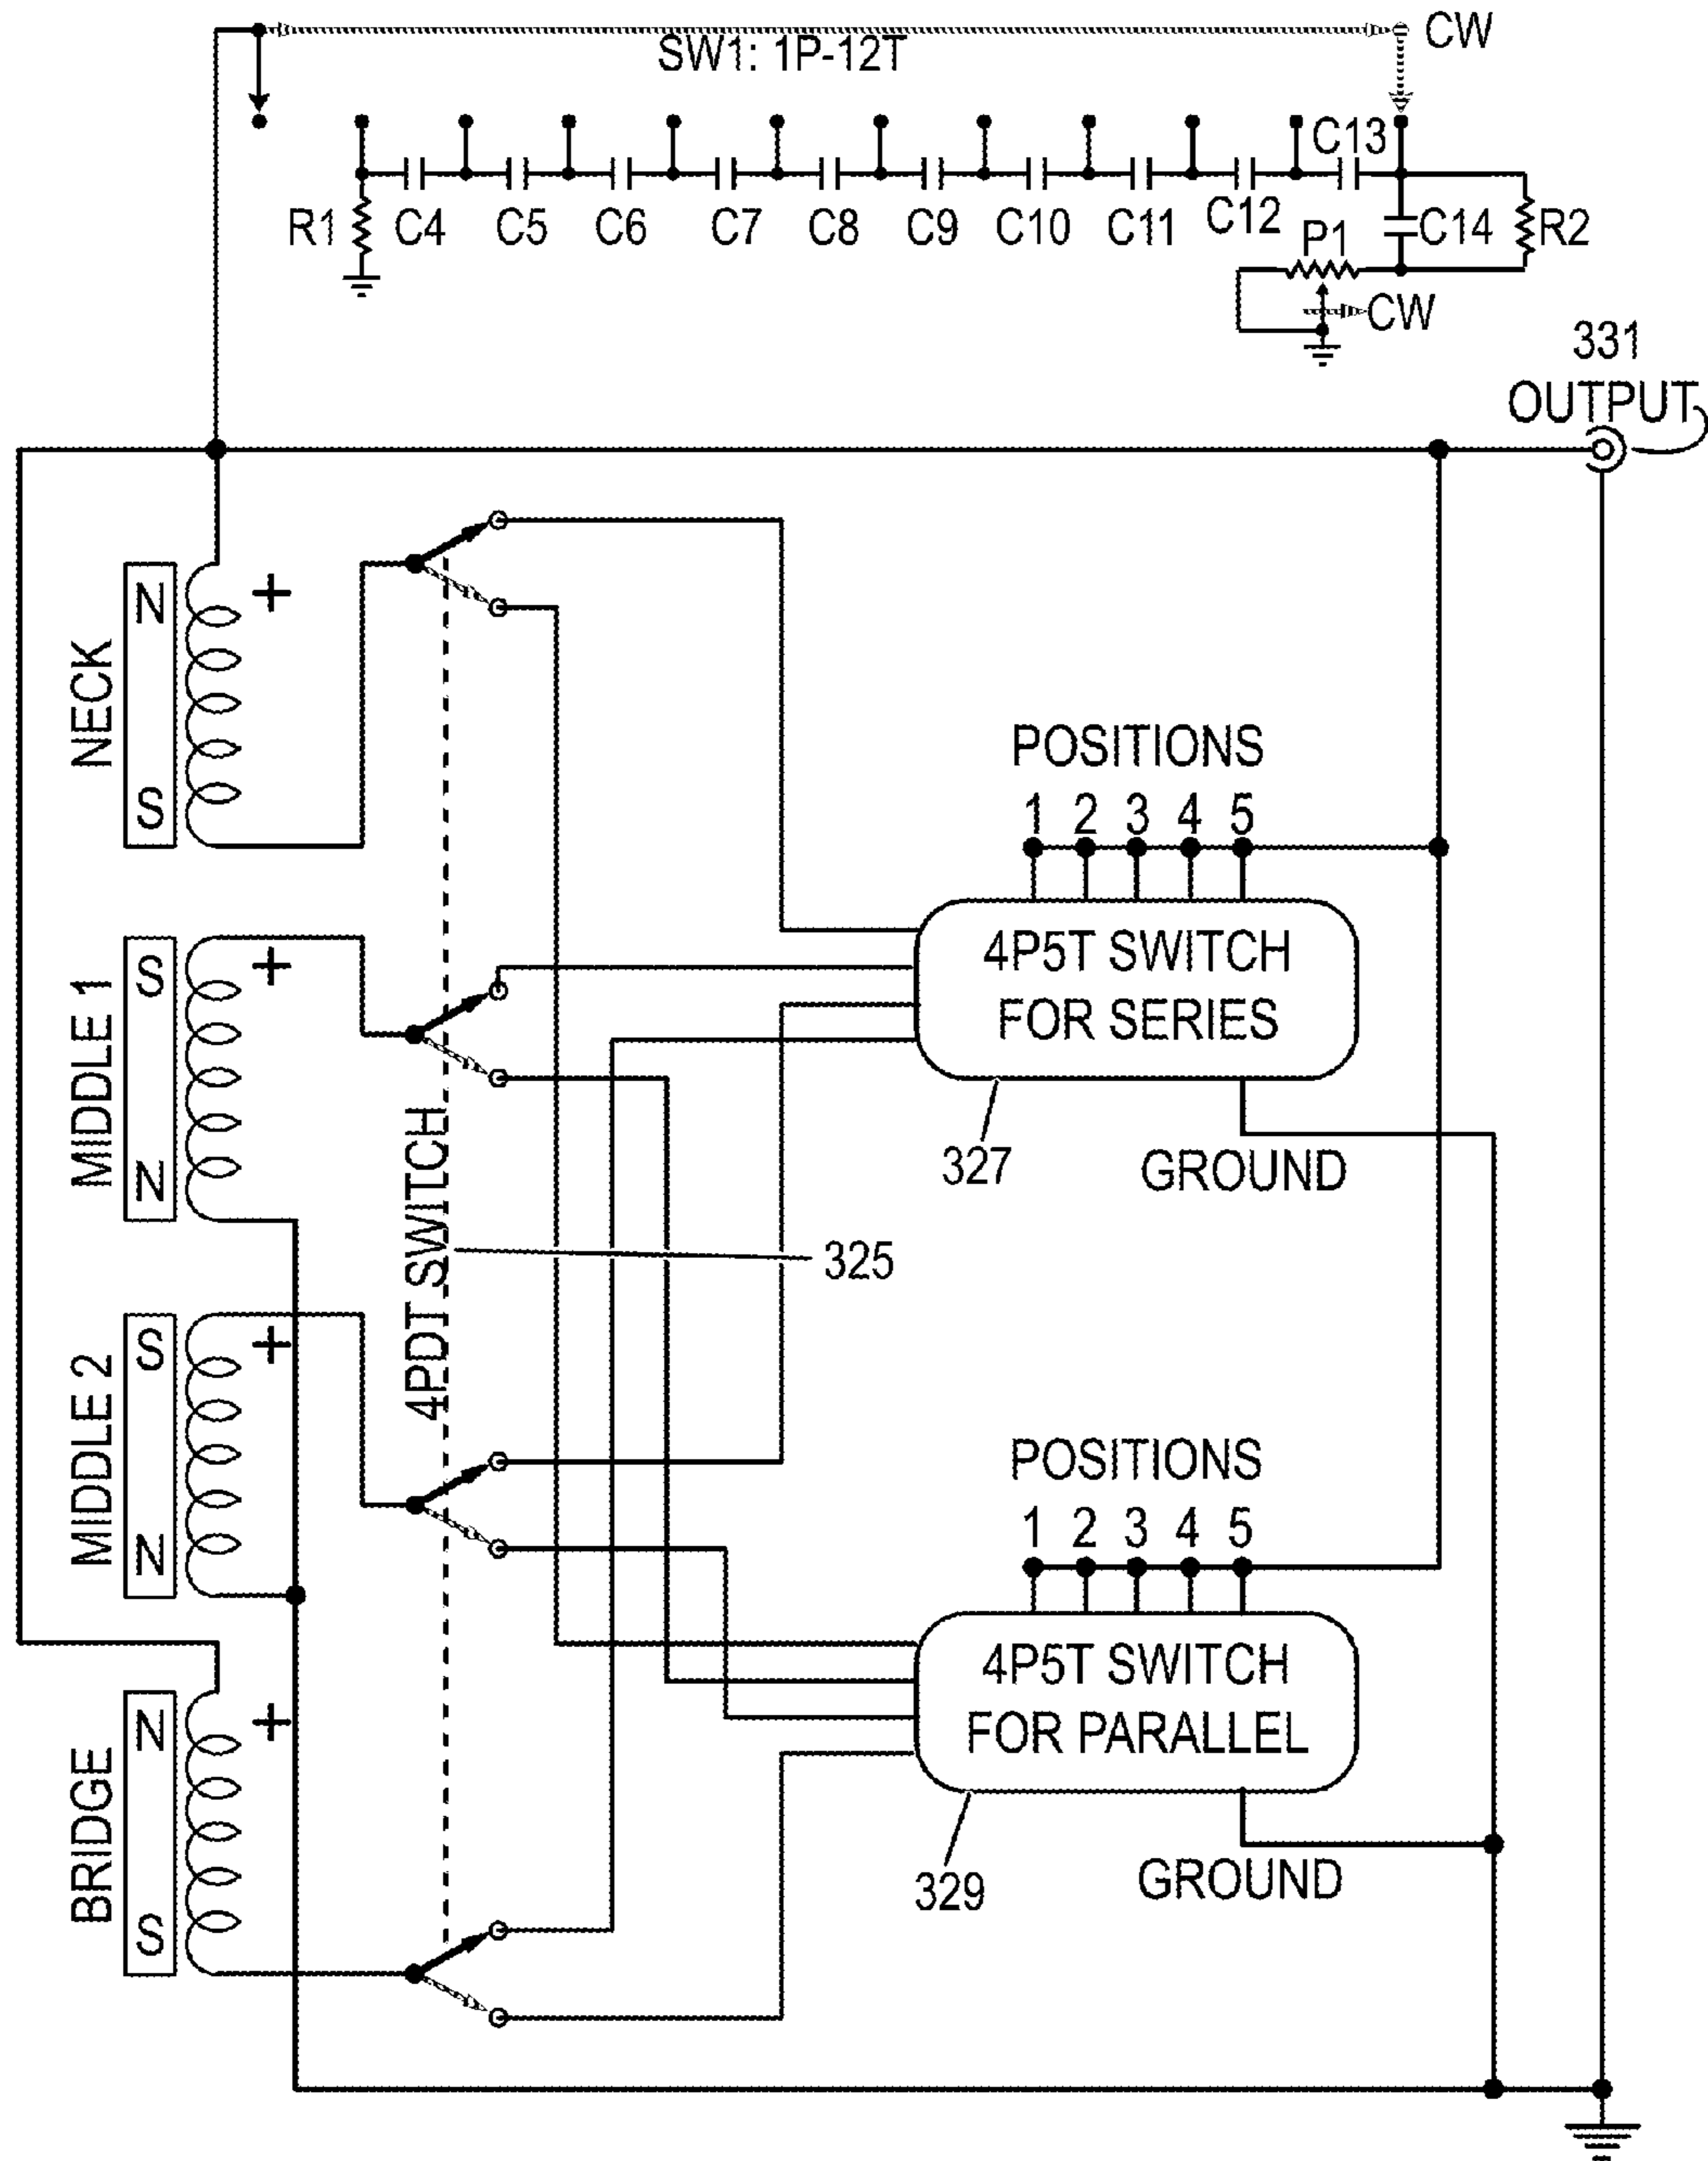 CW
SW1: 1P-12T
C13
R1 C4 C5 C6 C7 C8 C9 C10 C11 C12 P1 C14 R2
CW
331
OUTPUT
N
+
NECK
S
POSITIONS
1 2 3 4 5
4P5T SWITCH
FOR SERIES
S
+
MIDDLE 1
N
327
GROUND
4PDT SWITCH
325
S
+
MIDDLE 2
N
POSITIONS
1 2 3 4 5
4P5T SWITCH
FOR PARALLEL
N
+
BRIDGE
S
329
GROUND